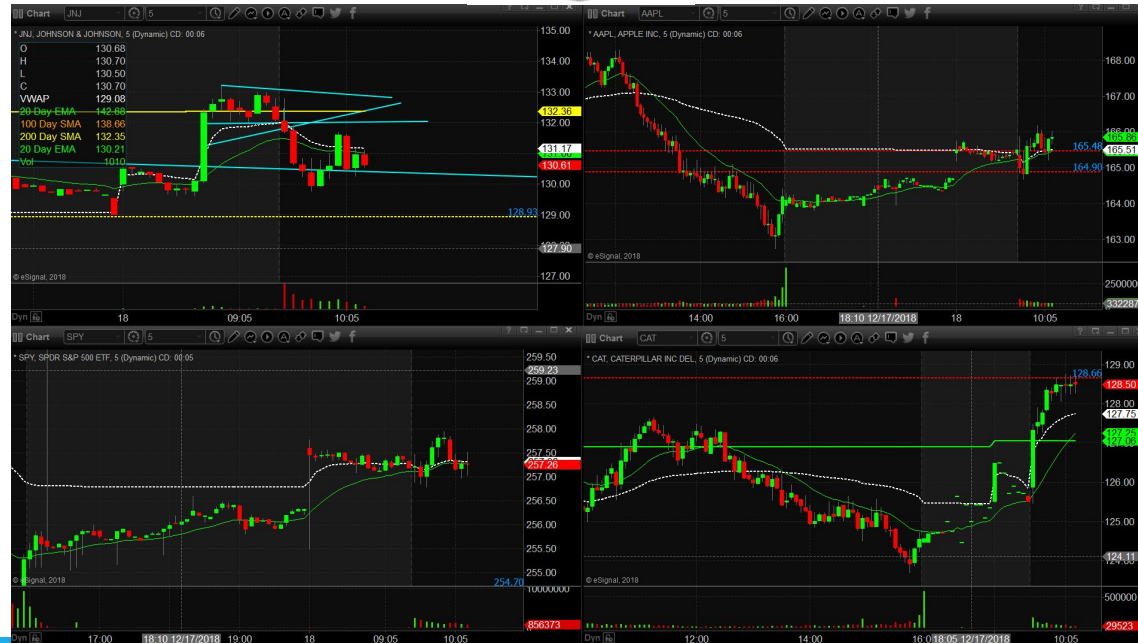 Chart JNJ 5
* JNJ, JOHNSON & JOHNSON, 5 (Dynamic) CD: 00:06
O 130.68
H 130.70
L 130.50
C 130.70
VWAP 129.08
20 Day EMA 142.68
100 Day SMA 138.66
200 Day SMA 132.35
20 Day EMA 130.21
Vol 1010
135.00
134.00
133.00
132.36
132.00
131.17
130.61
130.00
128.93
129.00
127.90
127.00
© eSignal, 2018
Dyn 18 09:05 10:05
Chart AAPL 5
* AAPL, APPLE INC, 5 (Dynamic) CD: 00:06
168.00
167.00
165.86
165.48
165.51
165.00
164.90
164.00
163.00
© eSignal, 2018
250000
332287
Dyn 14:00 16:00 18:10 12/17/2018 18 10:05
Chart SPY 5
* SPY, SPDR S&P 500 ETF, 5 (Dynamic) CD: 00:05
259.50
259.23
259.00
258.50
258.00
257.50
257.26
257.00
256.50
256.00
255.50
255.00
254.70
© eSignal, 2018
10000000
856373
Dyn 17:00 18:10 12/17/2018 19:00 18 09:05 10:05
Chart CAT 5
* CAT, CATERPILLAR INC DEL, 5 (Dynamic) CD: 00:06
129.00
128.66
128.50
128.00
127.75
127.25
127.06
126.00
125.00
124.11
© eSignal, 2018
500000
29523
Dyn 12:00 14:00 18:05 12/17/2018 10:05